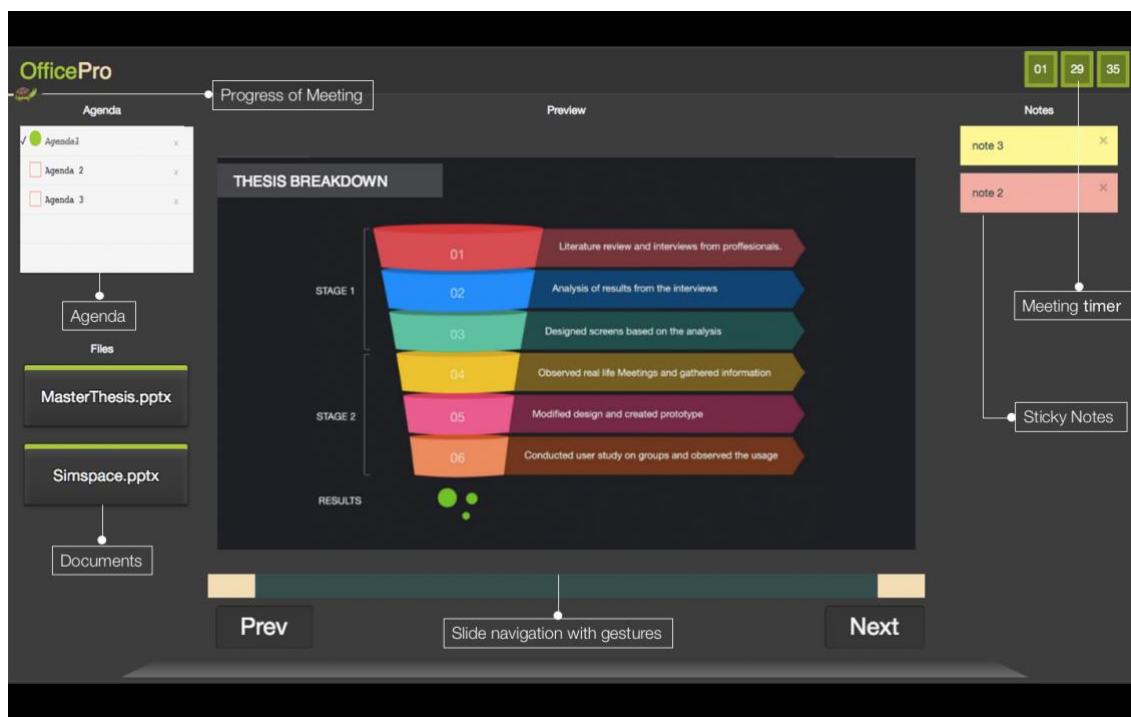 OfficePro
01 29 35
Progress of Meeting
Agenda
Preview
Notes
✓ Agenda1 x
Agenda 2 x
Agenda 3 x
Agenda
Files
MasterThesis.pptx
Simspace.pptx
Documents
THESIS BREAKDOWN
STAGE 1
01 Literature review and interviews from proffesionals.
02 Analysis of results from the interviews
03 Designed screens based on the analysis
STAGE 2
04 Observed real life Meetings and gathered information
05 Modified design and created prototype
06 Conducted user study on groups and observed the usage
RESULTS
Prev
Slide navigation with gestures
Next
note 3 ×
note 2 ×
Meeting timer
Sticky Notes